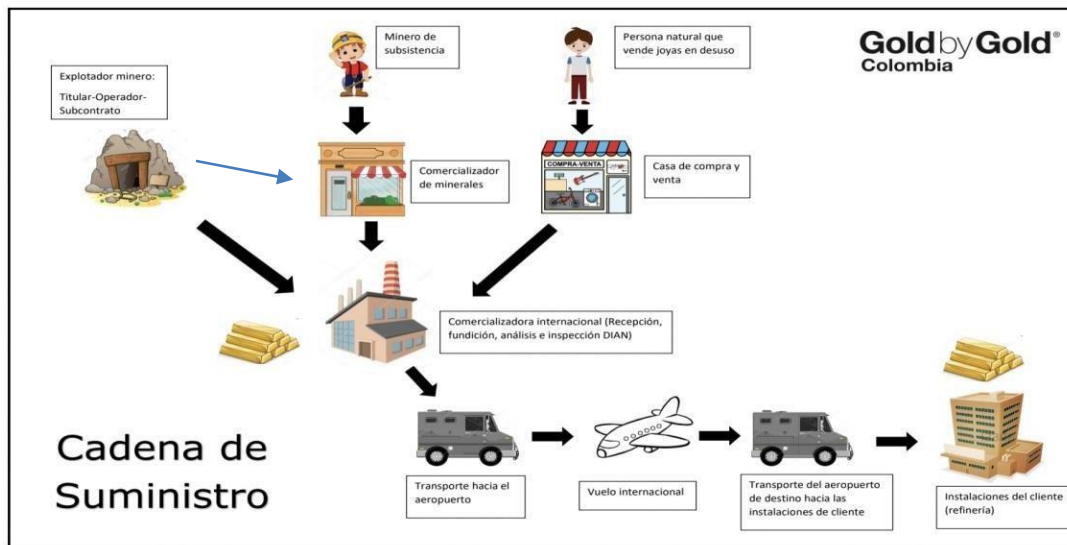 Minero de
subsistencia
Persona natural que
vende joyas en desuso
GoldbyGold®
Colombia
Explotador minero:
Titular-Operador-
Subcontrato
Comercializador
de minerales
COMPRA-VENTA
Casa de compra y
venta
Comercializadora internacional (Recepción,
fundición, análisis e inspección DIAN)
Cadena de
Suministro
Transporte hacia el
aeropuerto
Vuelo internacional
Transporte del aeropuerto
de destino hacia las
instalaciones de cliente
Instalaciones del cliente
(refinería)